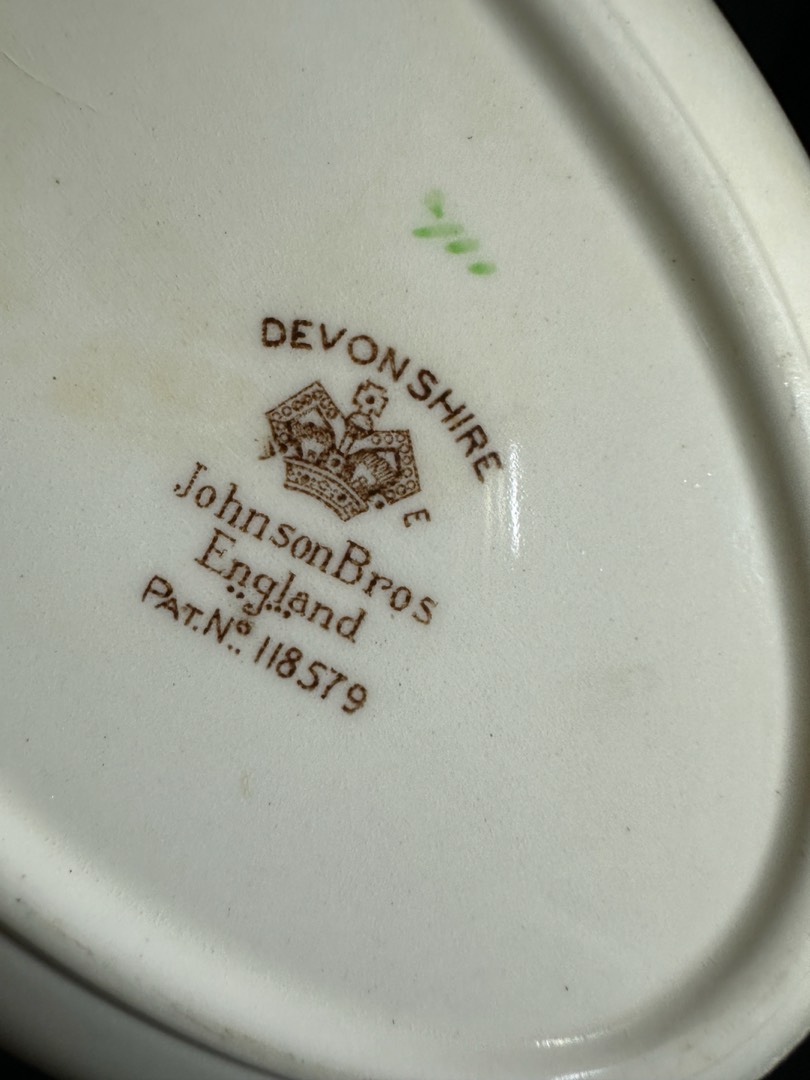 DEVONSHIRE
E
Johnson Bros
England
..J...
PAT. No. 118579